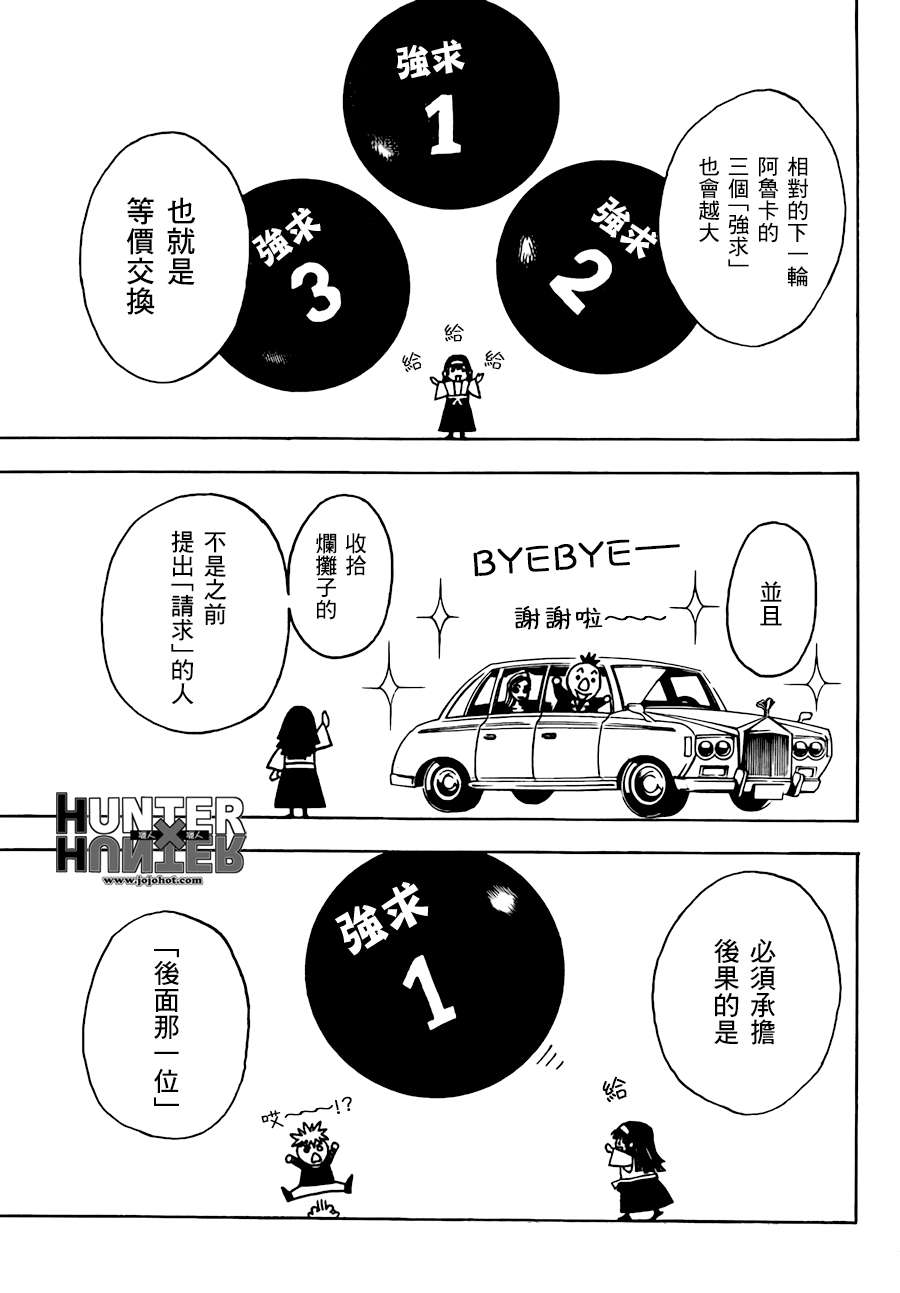 相對的下一輪
阿魯卡的
三個「強求」
也會越大
強求
1
強求
2
強求
3
給
給
給
也就是
等價交換
並且
BYEBYE—
謝謝啦～～～
收拾
爛攤子的
不是之前
提出「請求」的人
必須承擔
後果的是
給
強求
1
哎～～～!?
「後面那一位」
HUNTER
×
HUNTER
獵人
獵人
www.jojohot.com